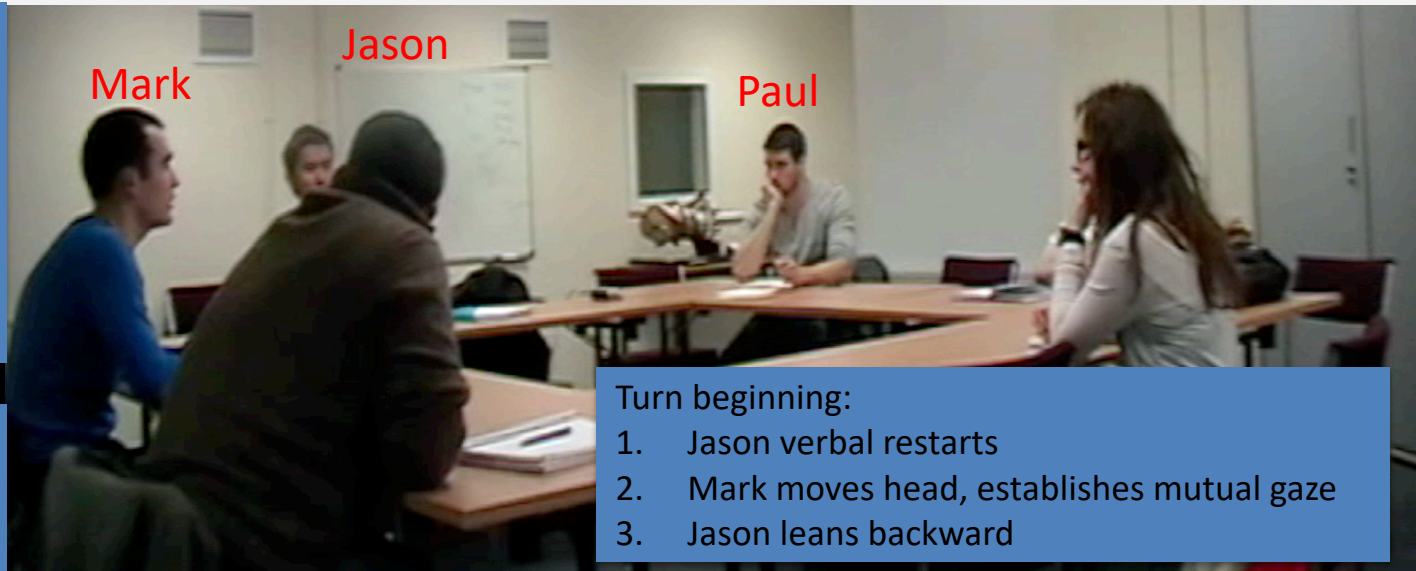 Jason
Mark
Paul
Turn beginning:
1. Jason verbal restarts
2. Mark moves head, establishes mutual gaze
3. Jason leans backward